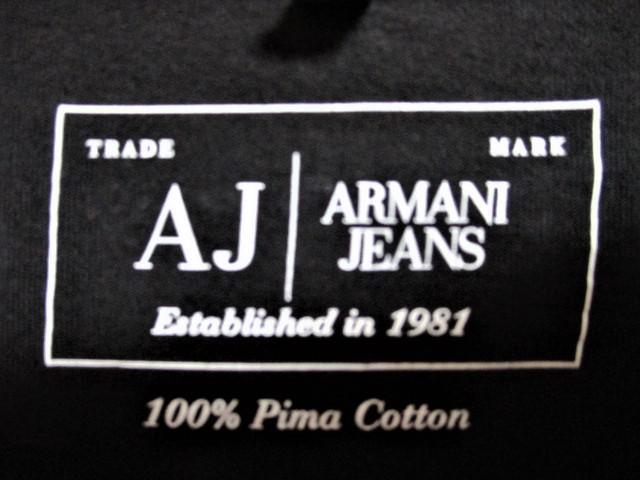 TRADE MARK
AJ ARMANI
JEANS
Established in 1981
100% Pima Cotton